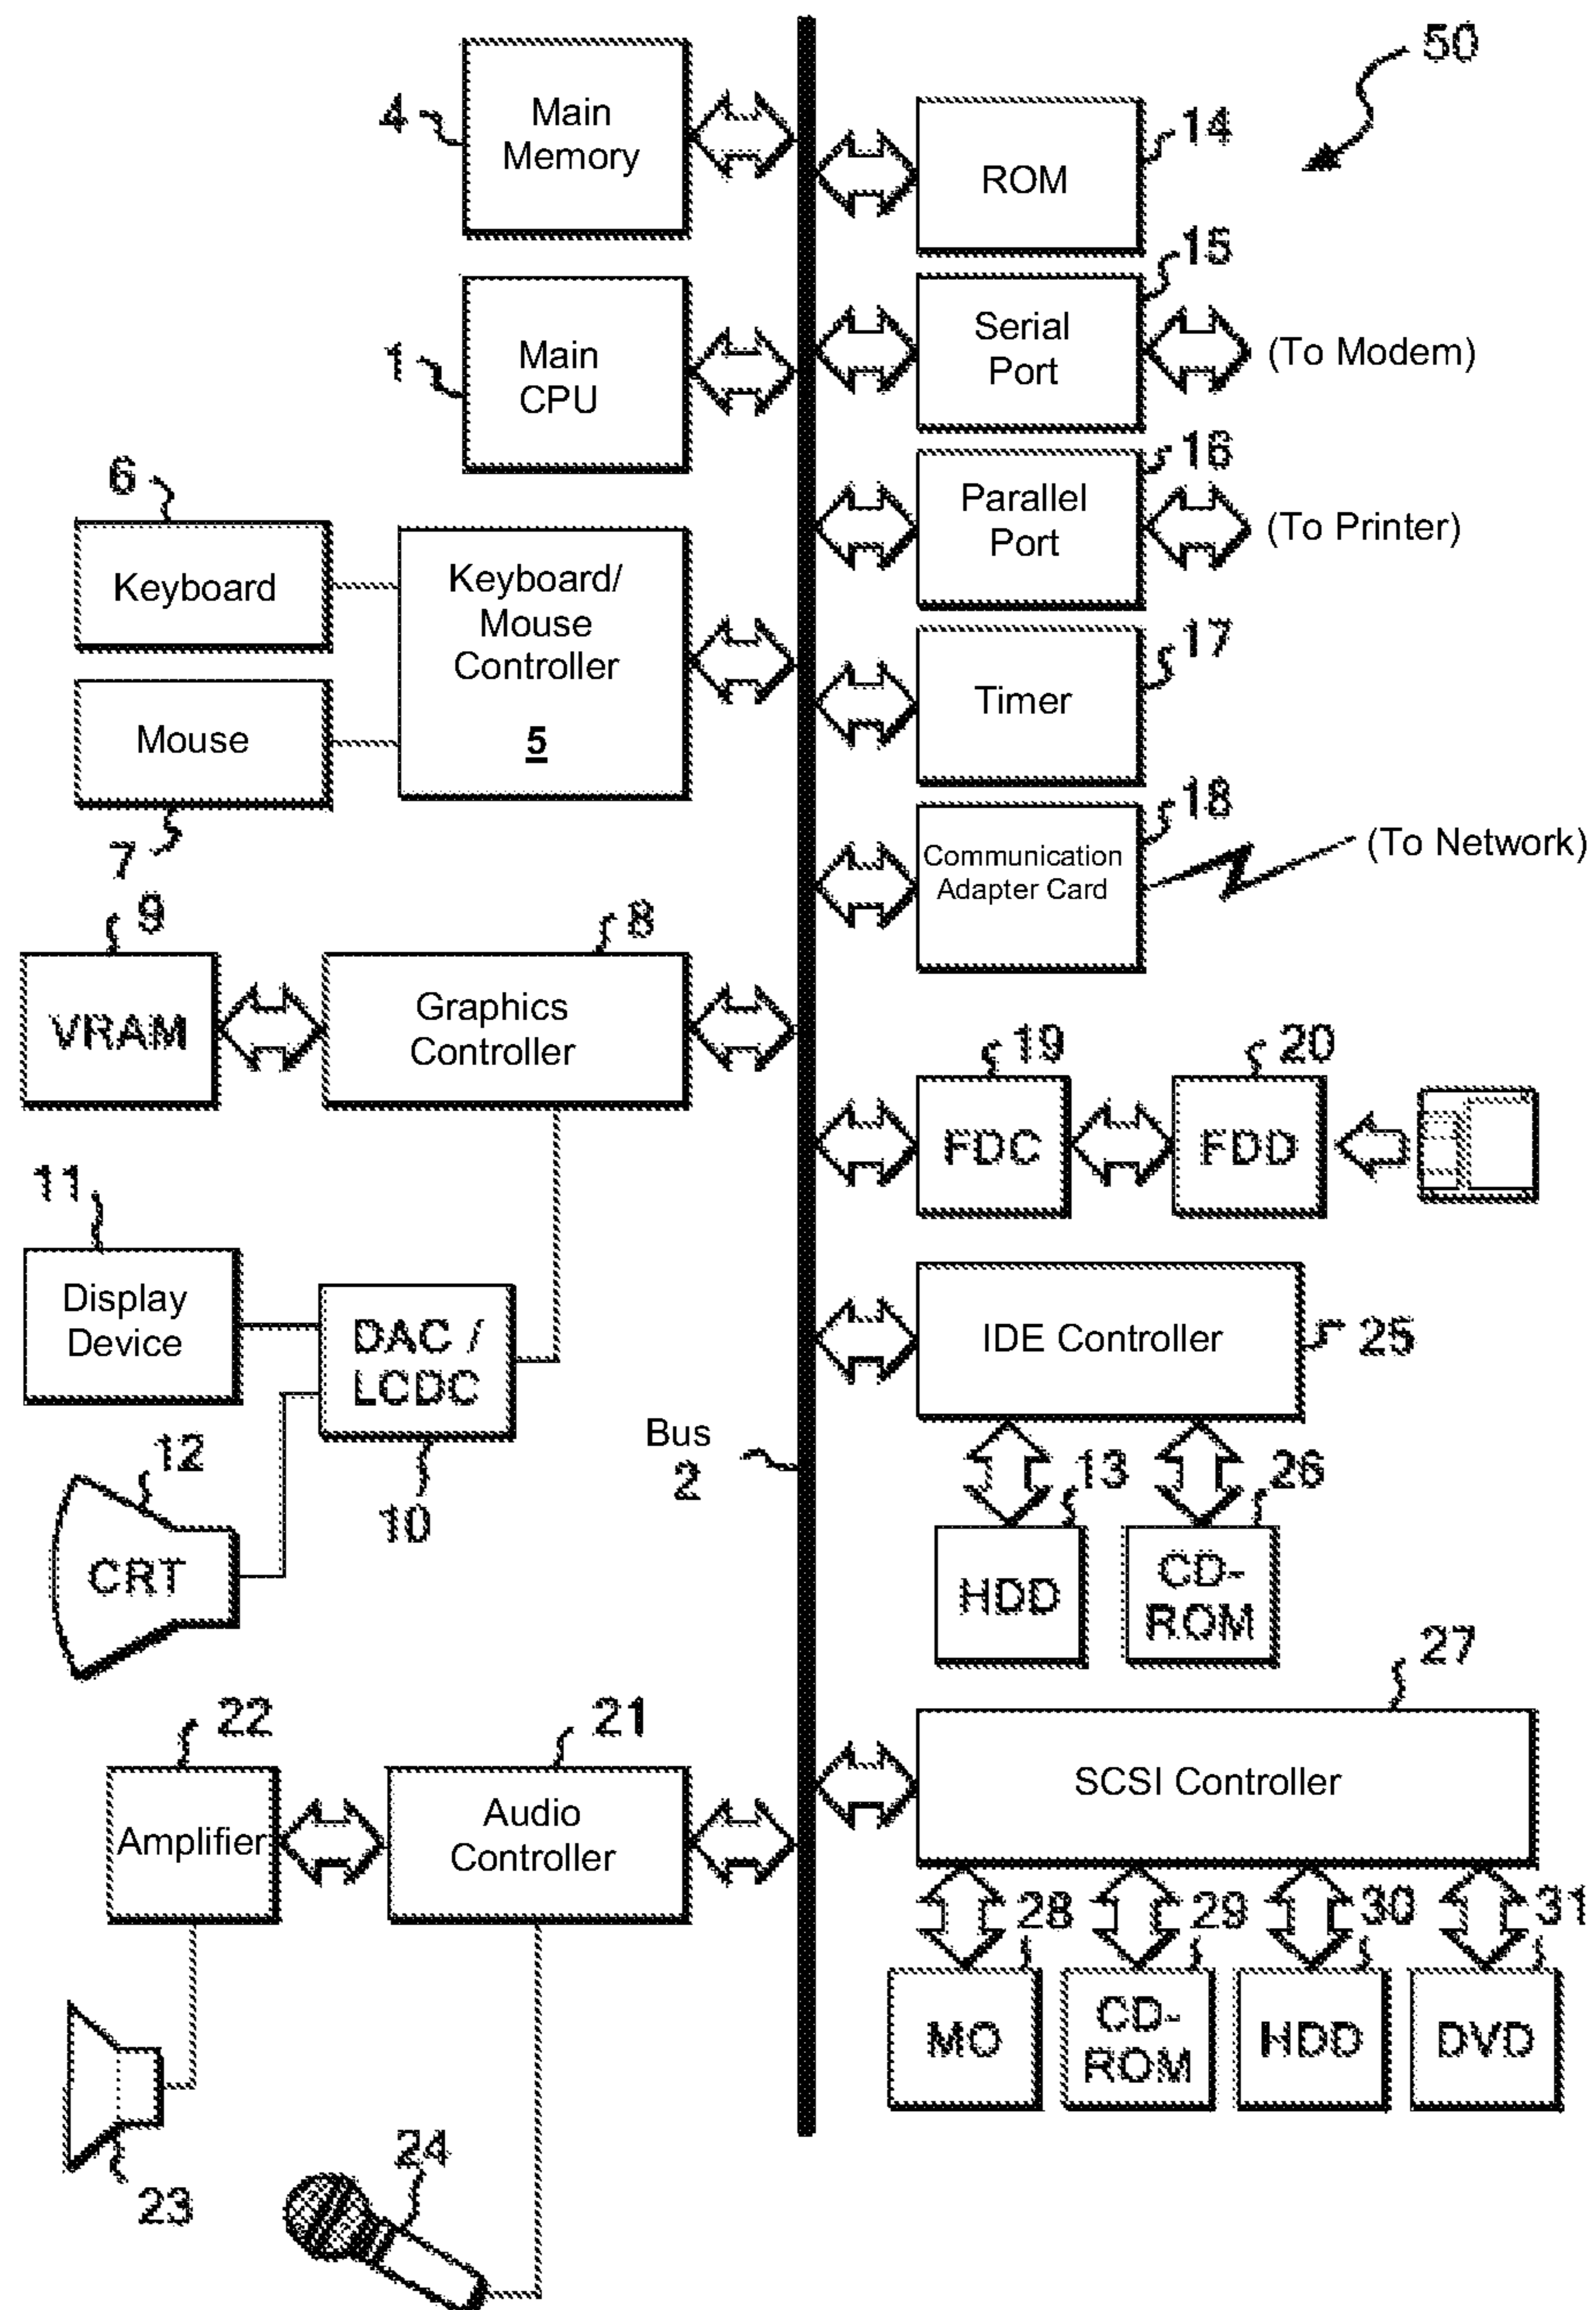 50
4
Main
Memory
14
ROM
1
Main
CPU
15
Serial
Port
(To Modem)
16
Parallel
Port
(To Printer)
6
Keyboard
Keyboard/
Mouse
Controller
5
Mouse
7
17
Timer
18
Communication
Adapter Card
(To Network)
9
VRAM
8
Graphics
Controller
19
FDC
20
FDD
11
Display
Device
DAC /
LCDC
10
12
CRT
Bus
2
IDE Controller
25
13
HDD
26
CD-
ROM
27
SCSI Controller
22
Amplifier
21
Audio
Controller
28
MO
29
CD-
ROM
30
HDD
31
DVD
23
24